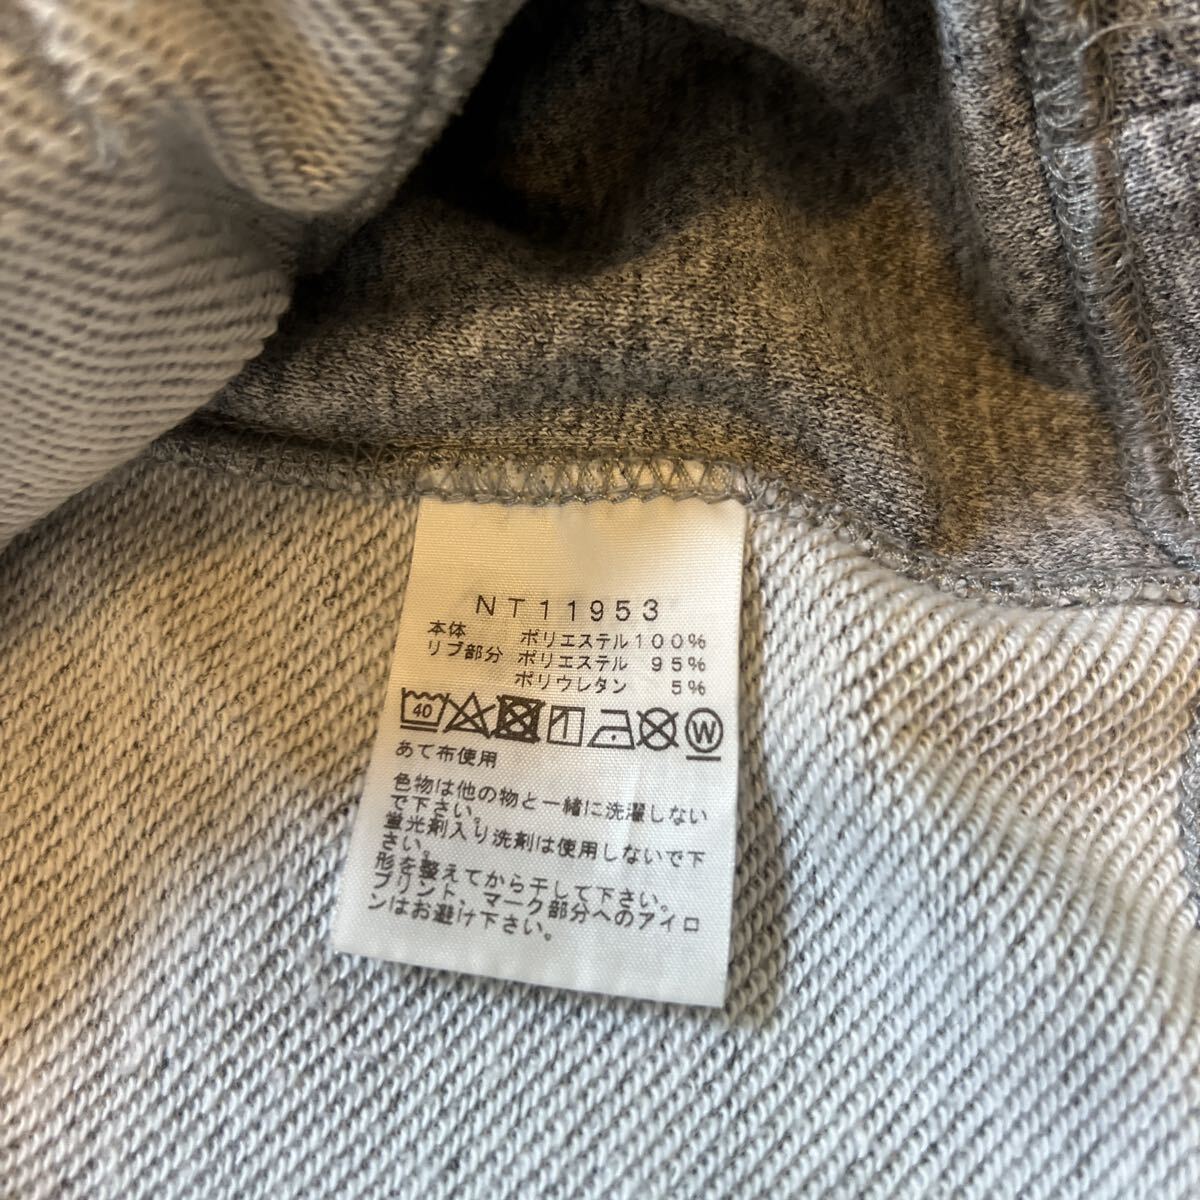 NT11953
本体 ポリエステル100%
リブ部分 ポリエステル 95%
ポリウレタン 5%
40 W
あて布使用
色物は他の物と一緒に洗濯しない
で下さい。
蛍光剤入り洗剤は使用しないで下
さい。
形を整えてから干して下さい。
プリント、マーク部分へのアイロ
ンはお避け下さい。